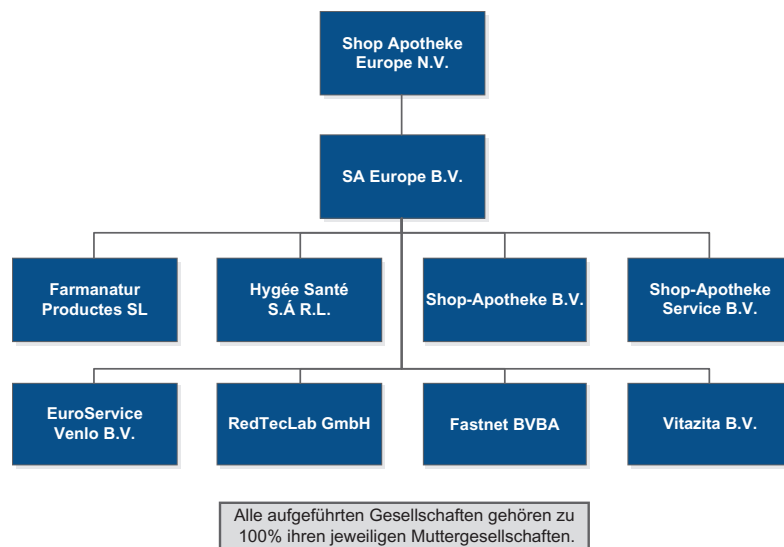 Shop Apotheke
Europe N.V.
SA Europe B.V.
Farmanatur
Productes SL
Hygée Santé
S.Á R.L.
Shop-Apotheke B.V.
Shop-Apotheke
Service B.V.
EuroService
Venlo B.V.
RedTecLab GmbH
Fastnet BVBA
Vitazita B.V.
Alle aufgeführten Gesellschaften gehören zu
100% ihren jeweiligen Muttergesellschaften.